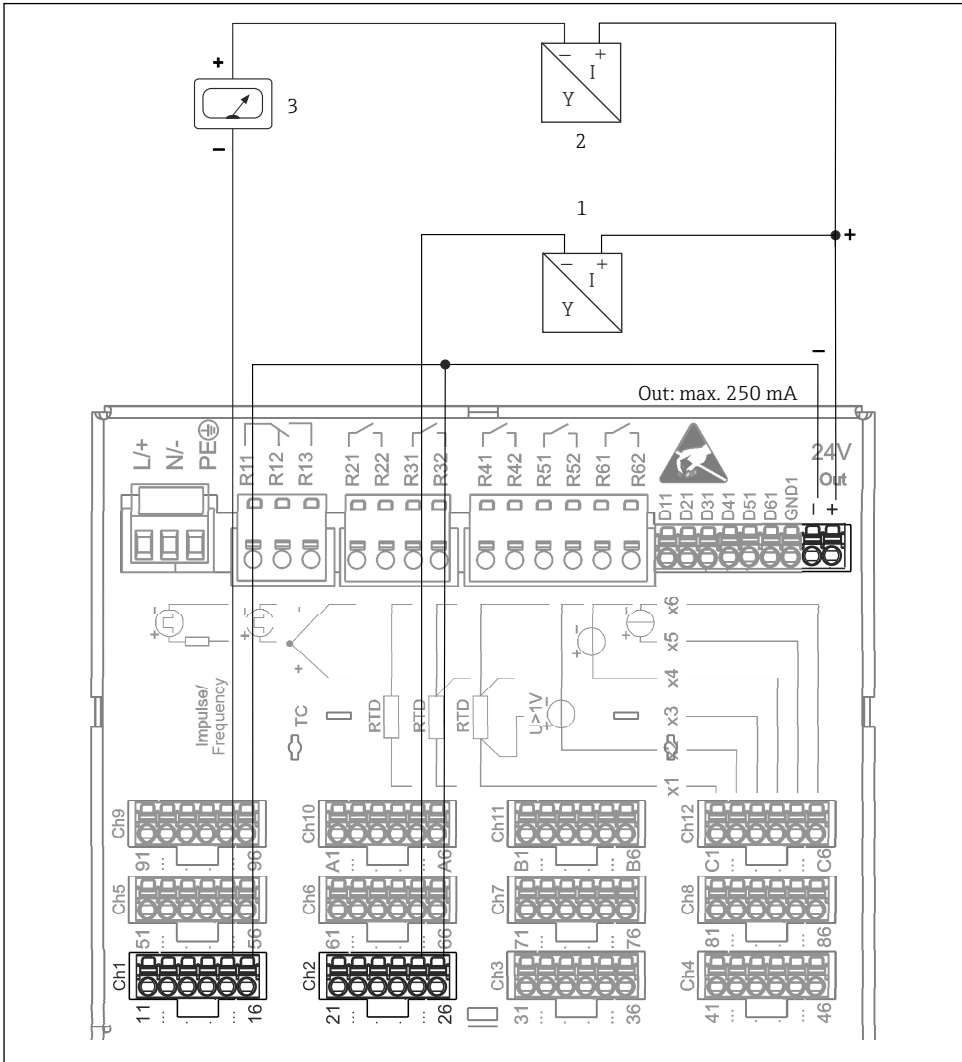 − +
I
Y
2
+
3
−
1
− +
I
Y
+
−
Out: max. 250 mA
L/+
N/-
PE
R11
R12
R13
R21
R22
R31
R32
R41
R42
R51
R52
R61
R62
D11
D21
D31
D41
D51
D61
GND1
24V
Out
− +
- +
- +
- +
- +
- +
x6
x5
x4
x3
x2
x1
Impulse/
Frequency
TC
RTD
RTD
RTD
U>1V
- +
Ch9
91
...
.
...
96
Ch10
A1
...
.
...
A6
Ch11
B1
...
.
...
B6
Ch12
C1
...
.
...
C6
Ch5
51
...
.
...
56
Ch6
61
...
.
...
66
Ch7
71
...
.
...
76
Ch8
81
...
.
...
86
Ch1
11
...
.
...
16
Ch2
21
...
.
...
26
Ch3
31
...
.
...
36
Ch4
41
...
.
...
46